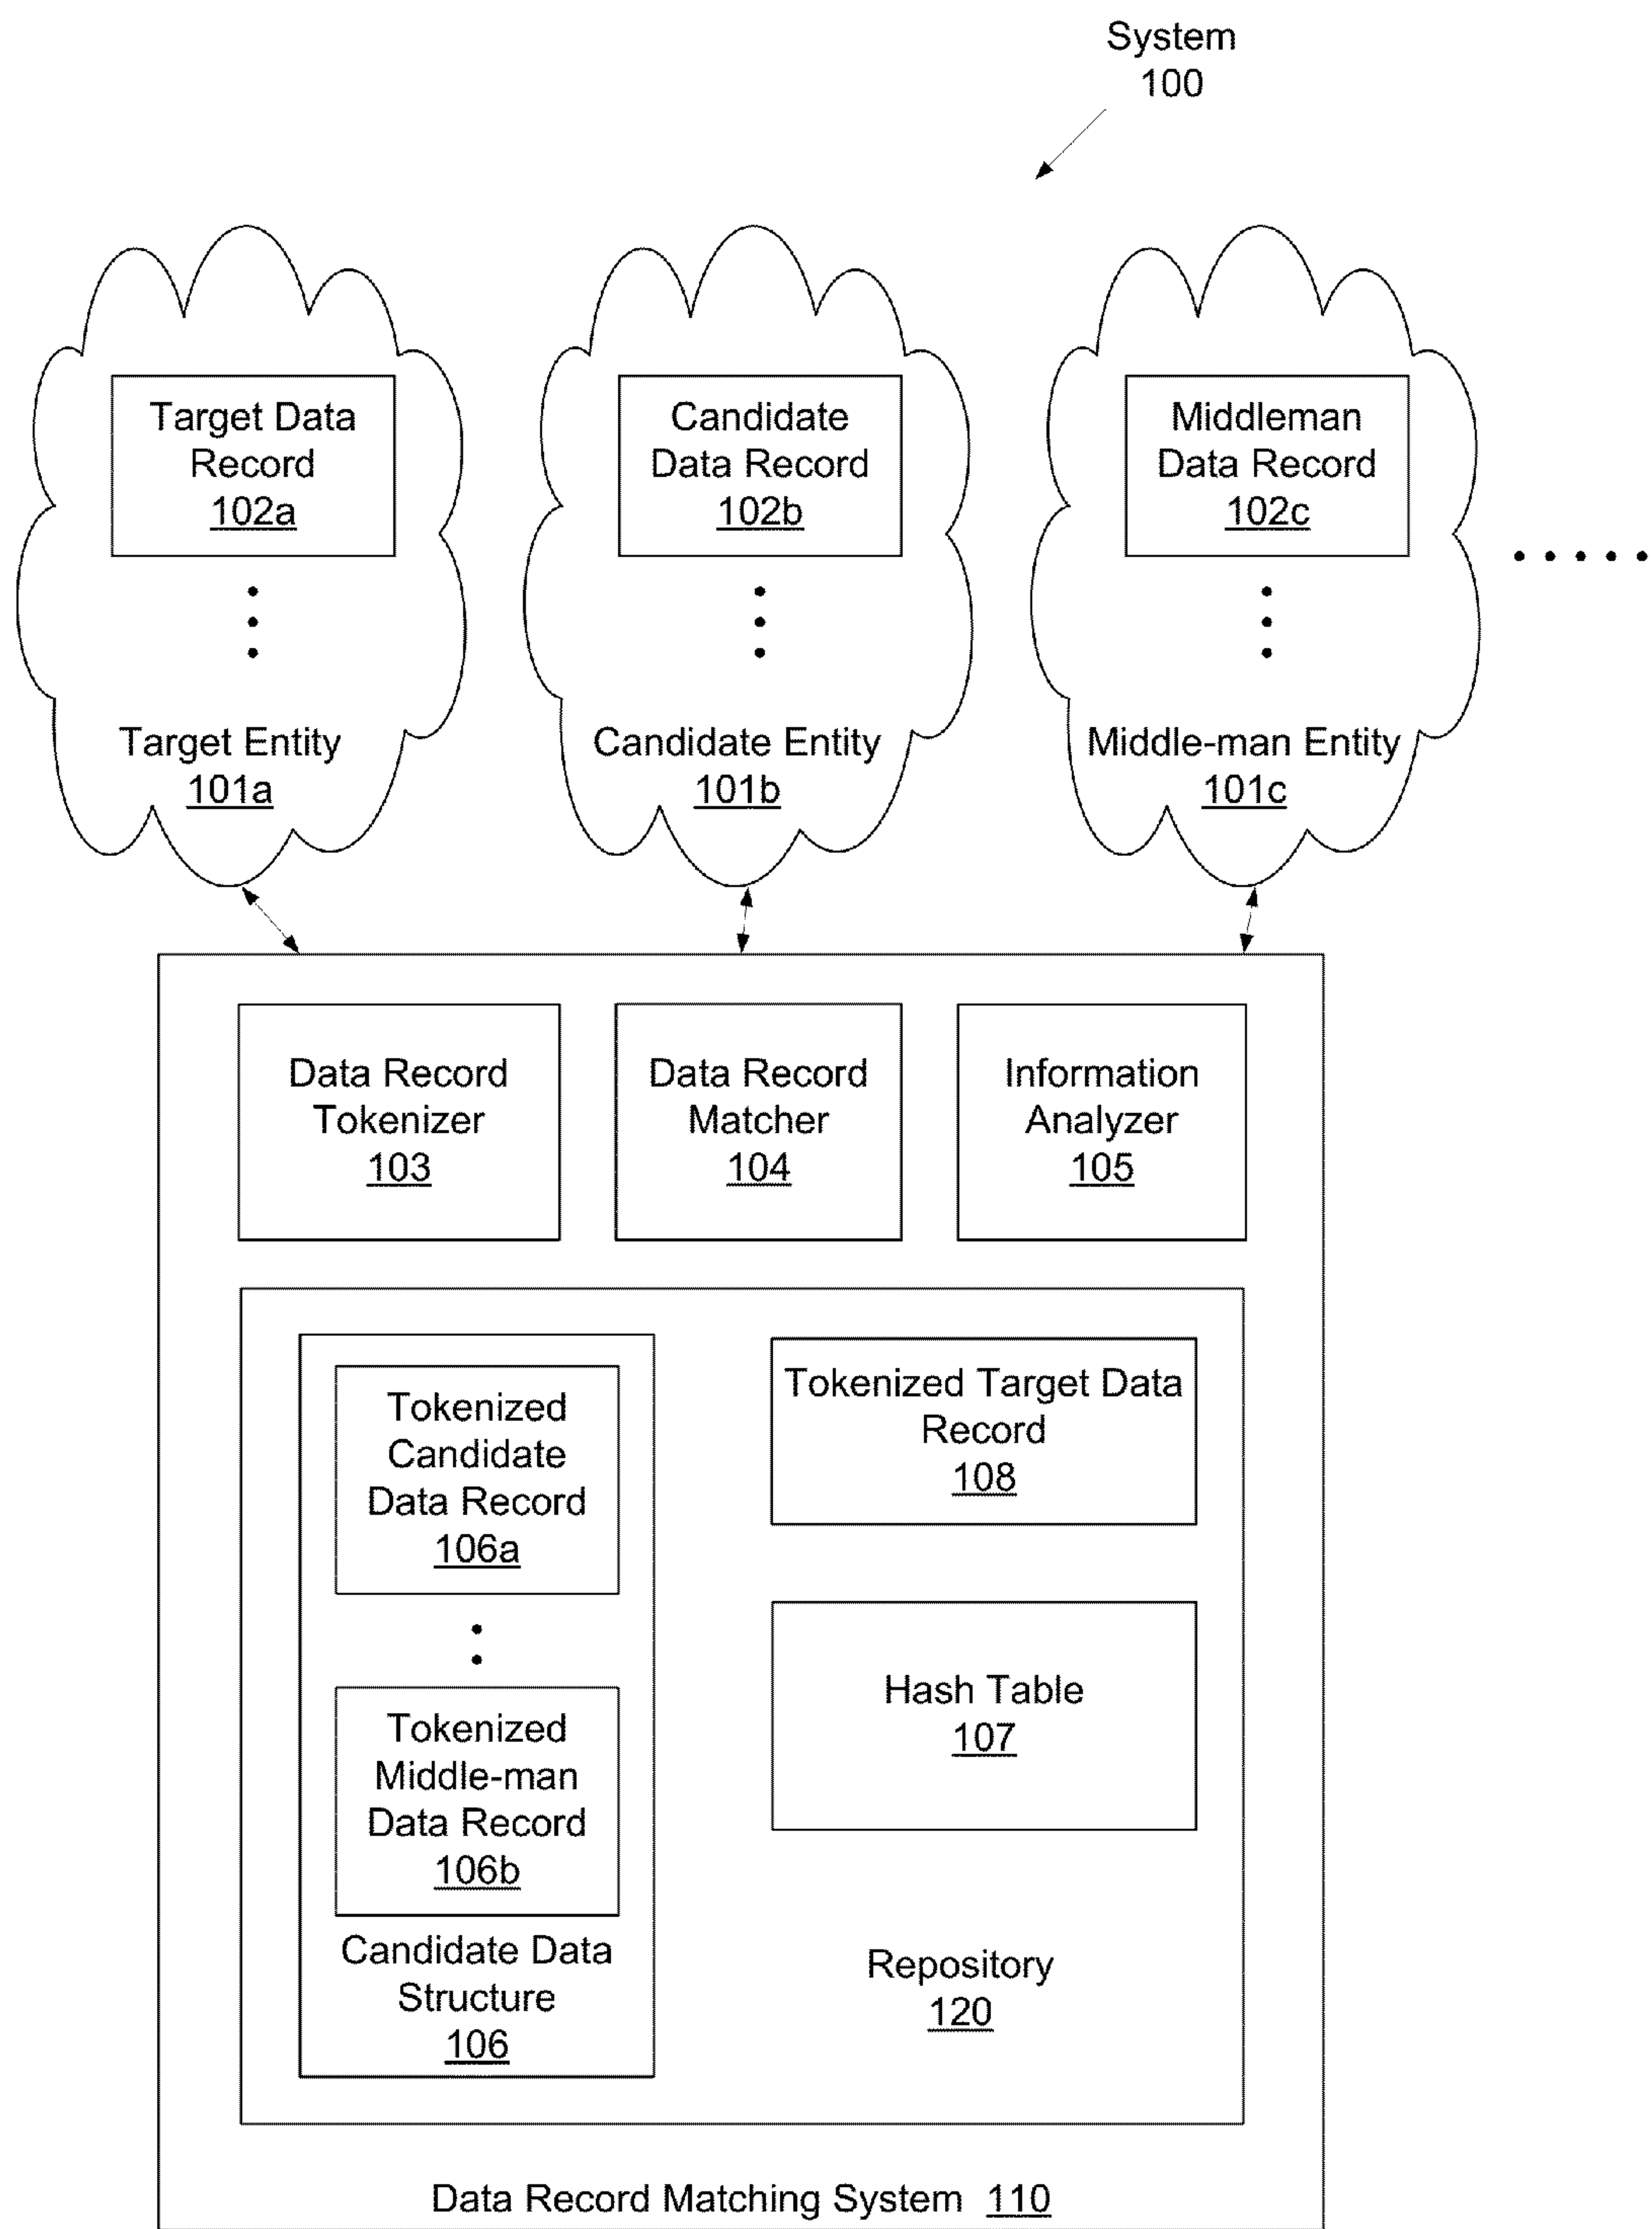 System
100
Target Data
Record
102a
Candidate
Data Record
102b
Middleman
Data Record
102c
Target Entity
101a
Candidate Entity
101b
Middle-man Entity
101c
Data Record
Tokenizer
103
Data Record
Matcher
104
Information
Analyzer
105
Tokenized
Candidate
Data Record
106a
Tokenized
Middle-man
Data Record
106b
Candidate Data
Structure
106
Tokenized Target Data
Record
108
Hash Table
107
Repository
120
Data Record Matching System 110